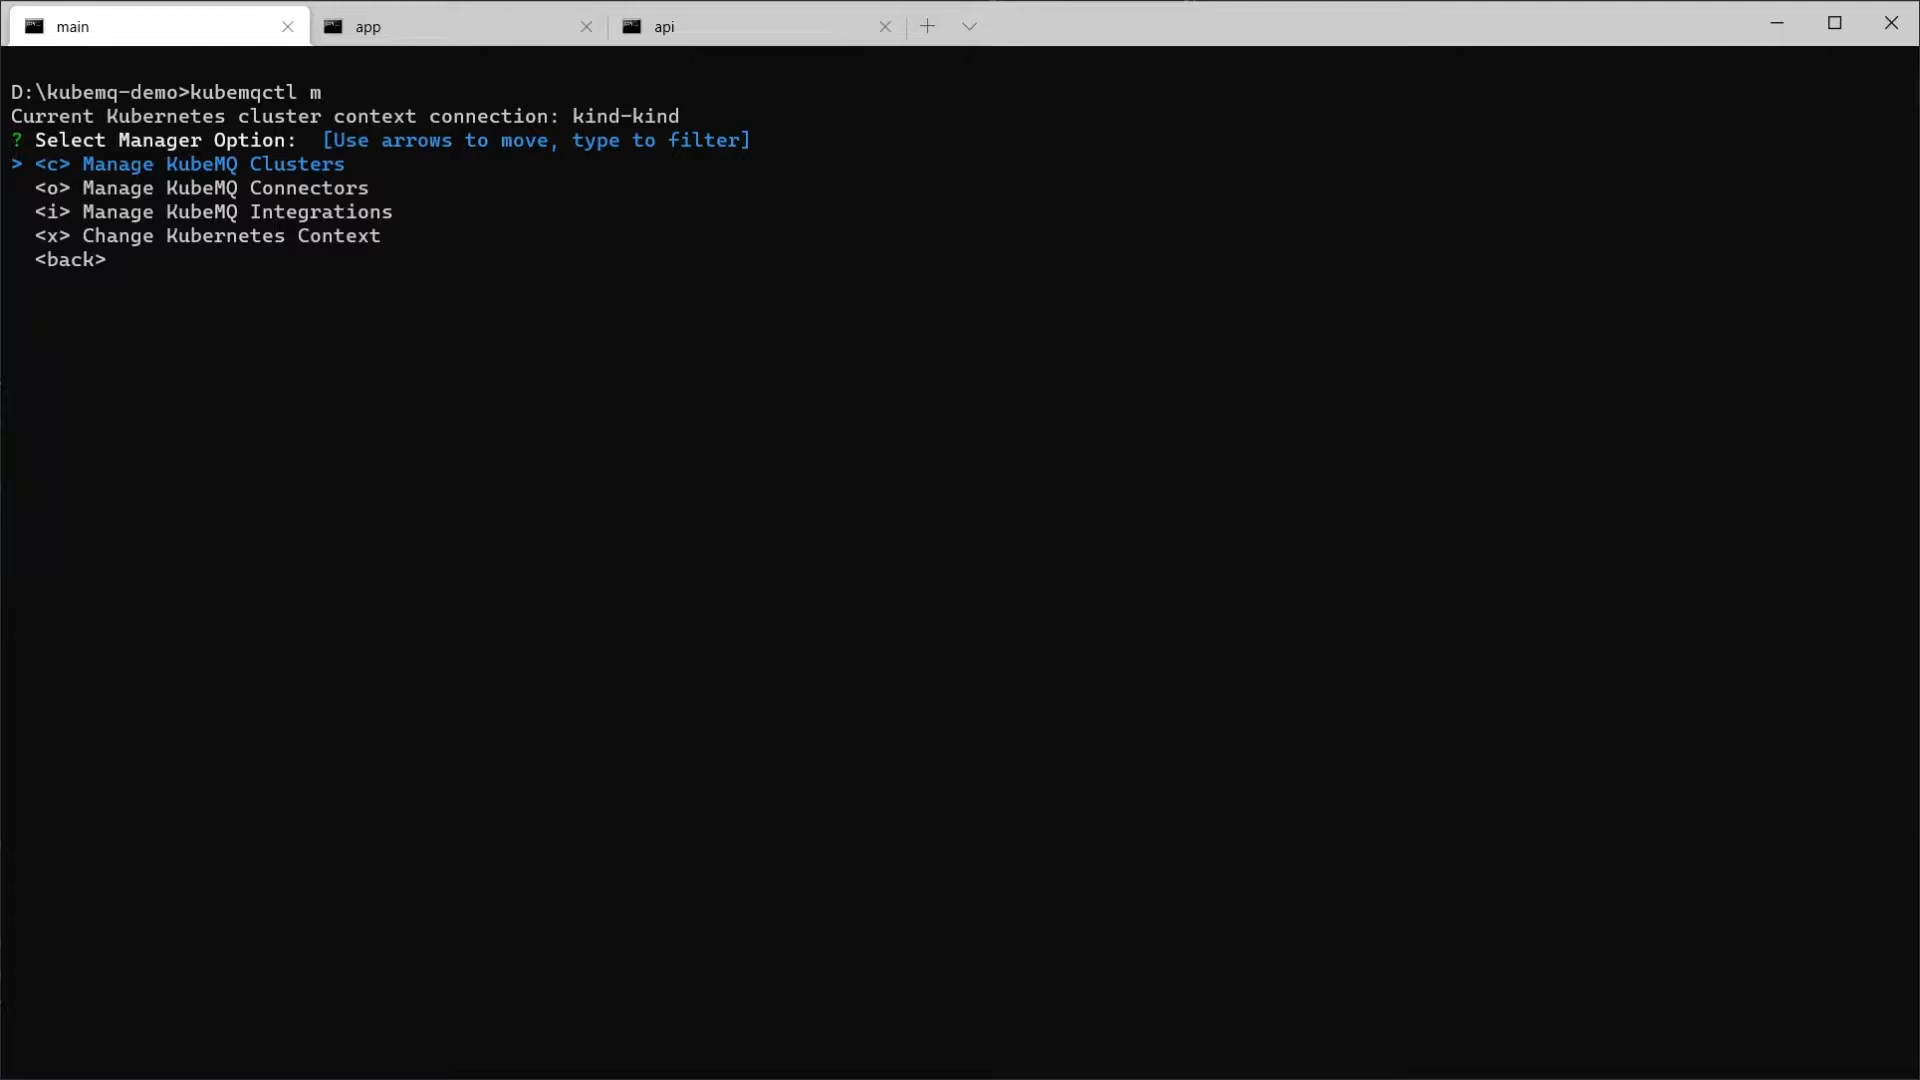 main
app
api
D:\kubemq-demo>kubemqctl m
Current Kubernetes cluster context connection: kind-kind
? Select Manager Option:  [Use arrows to move, type to filter]
> <c> Manage KubeMQ Clusters
  <o> Manage KubeMQ Connectors
  <i> Manage KubeMQ Integrations
  <x> Change Kubernetes Context
  <back>